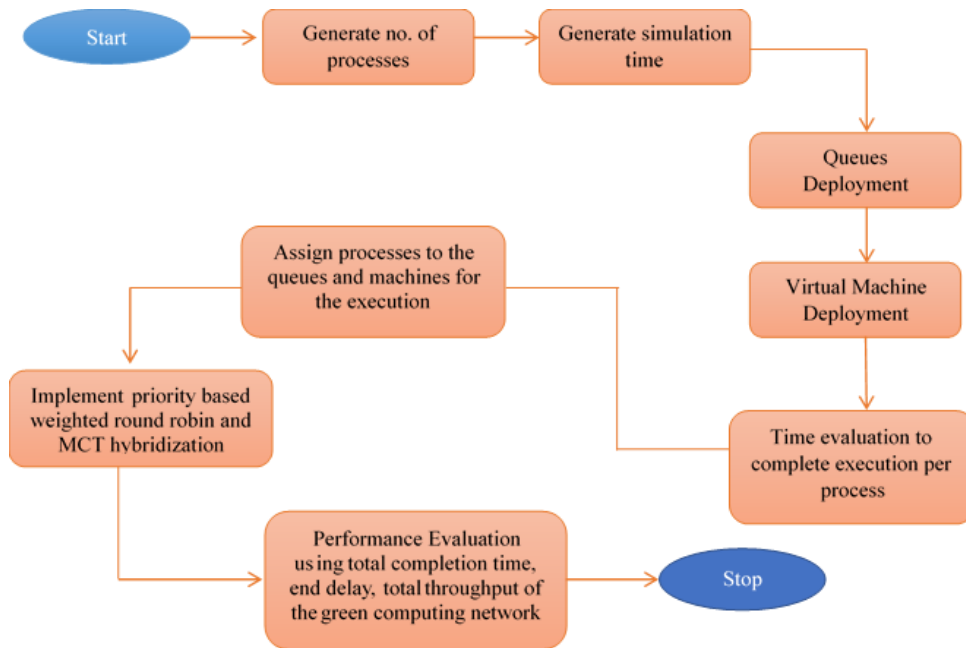 Start
Generate no. of
processes
Generate simulation
time
Queues
Deployment
Virtual Machine
Deployment
Time evaluation to
complete execution per
process
Assign processes to the
queues and machines for
the execution
Implement priority based
weighted round robin and
MCT hybridization
Performance Evaluation
using total completion time,
end delay, total throughput of
the green computing network
Stop